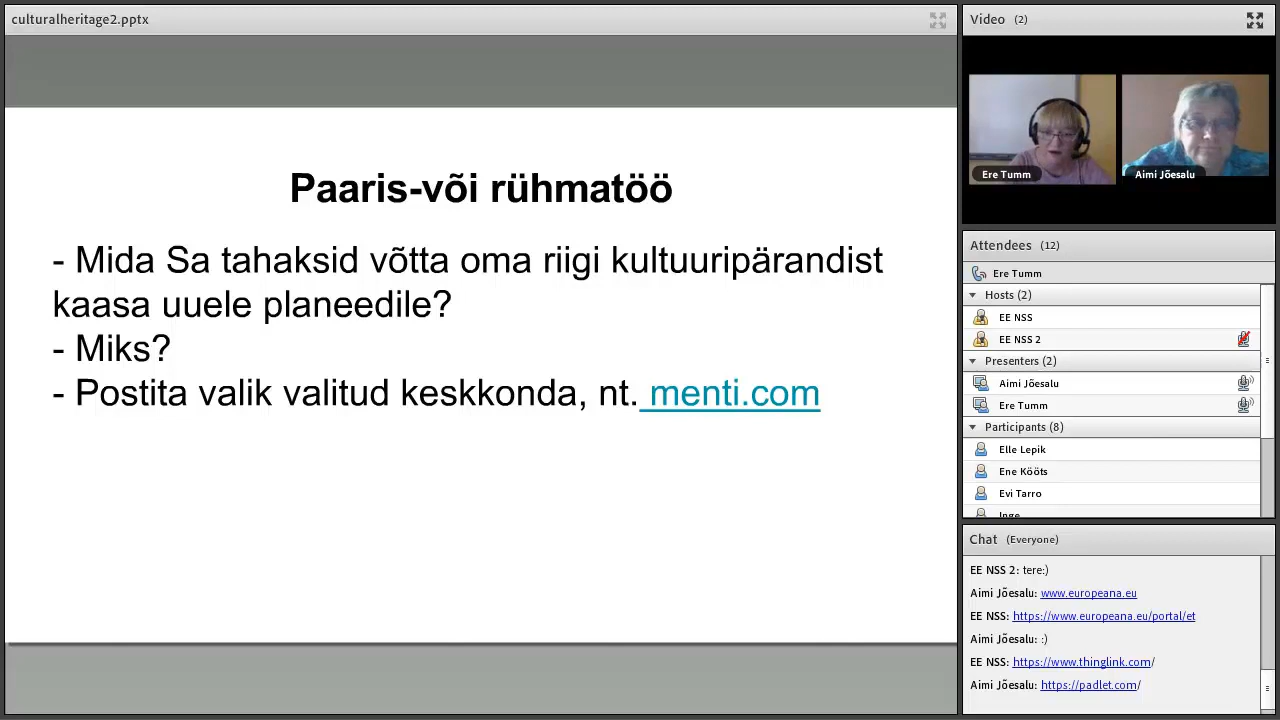 culturalheritage2.pptx
Paaris-või rühmatöö
- Mida Sa tahaksid võtta oma riigi kultuuripärandist
kaasa uuele planeedile?
- Miks?
- Postita valik valitud keskkonda, nt. menti.com
Video (2)
Ere Tumm
Aimi Jõesalu
Attendees (12)
Ere Tumm
Hosts (2)
EE NSS
EE NSS 2
Presenters (2)
Aimi Jõesalu
Ere Tumm
Participants (8)
Elle Lepik
Ene Kööts
Evi Tarro
Inge
Chat (Everyone)
EE NSS 2: tere:)
Aimi Jõesalu: www.europeana.eu
EE NSS: https://www.europeana.eu/portal/et
Aimi Jõesalu: :)
EE NSS: https://www.thinglink.com/
Aimi Jõesalu: https://padlet.com/